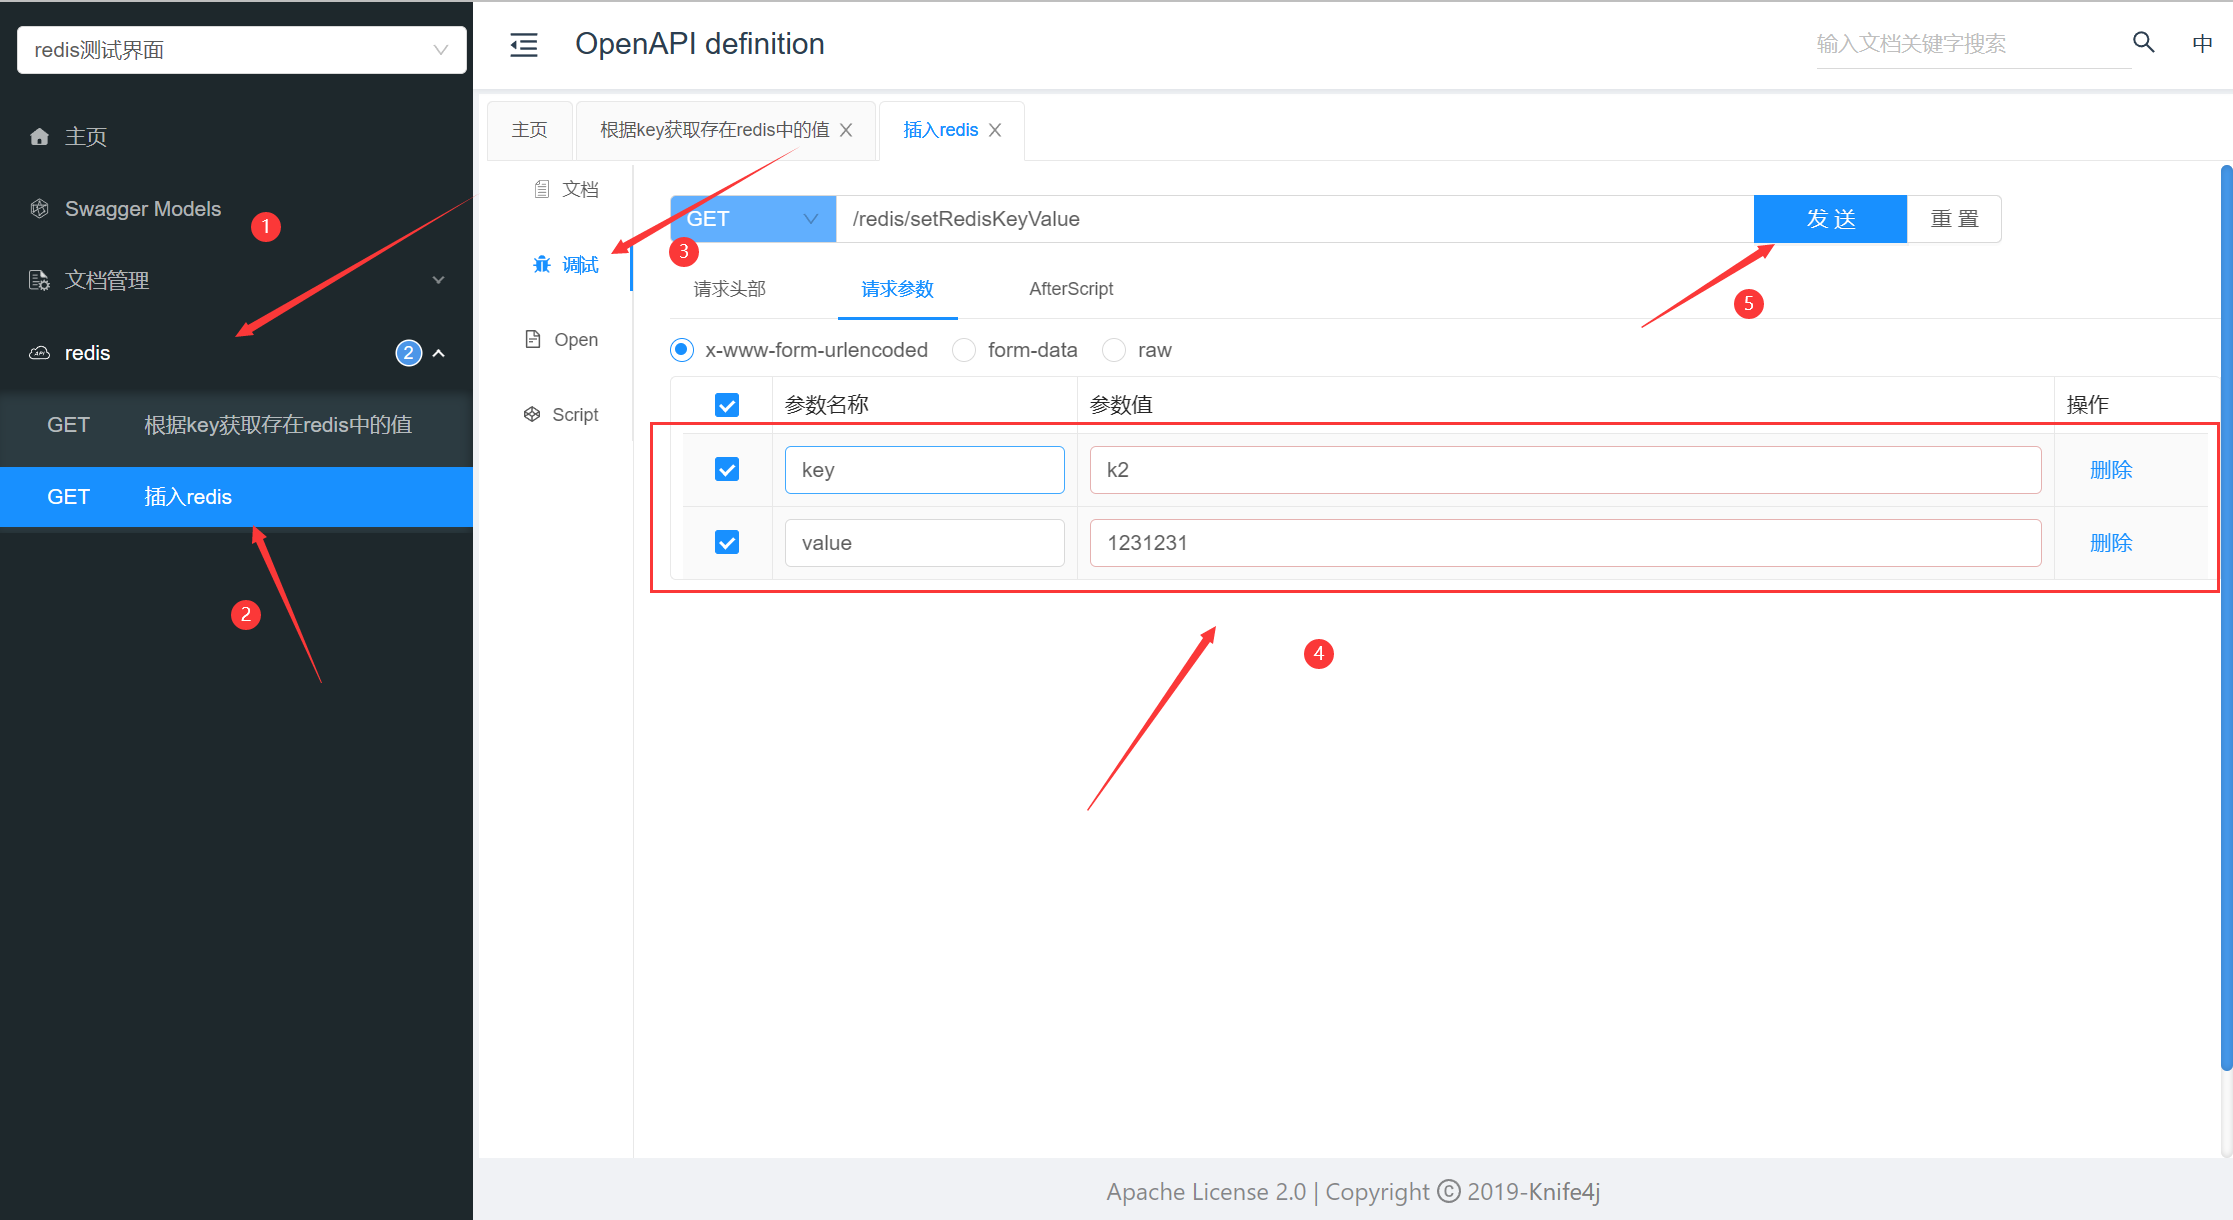 redis测试界面
主页
Swagger Models
1
文档管理
redis
2
GET 根据key获取存在redis中的值
GET 插入redis
2
OpenAPI definition
输入文档关键字搜索
中
主页
根据key获取存在redis中的值
插入redis
文档
调试
Open
Script
3
GET
/redis/setRedisKeyValue
发 送
重 置
5
请求头部
请求参数
AfterScript
x-www-form-urlencoded
form-data
raw
参数名称 参数值 操作
key k2 删除
value 1231231 删除
4
Apache License 2.0 | Copyright © 2019-Knife4j